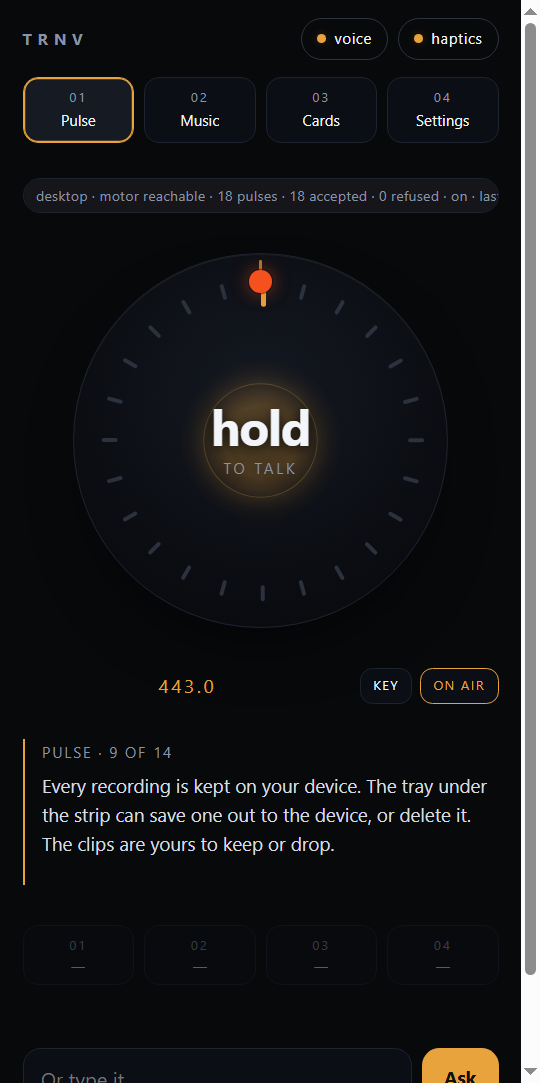 TRNV
voice
haptics
01
Pulse
02
Music
03
Cards
04
Settings
desktop · motor reachable · 18 pulses · 18 accepted · 0 refused · on · las
hold
TO TALK
443.0
KEY
ON AIR
PULSE · 9 OF 14
Every recording is kept on your device. The tray under
the strip can save one out to the device, or delete it.
The clips are yours to keep or drop.
01
—
02
—
03
—
04
—
Or type it
Ask